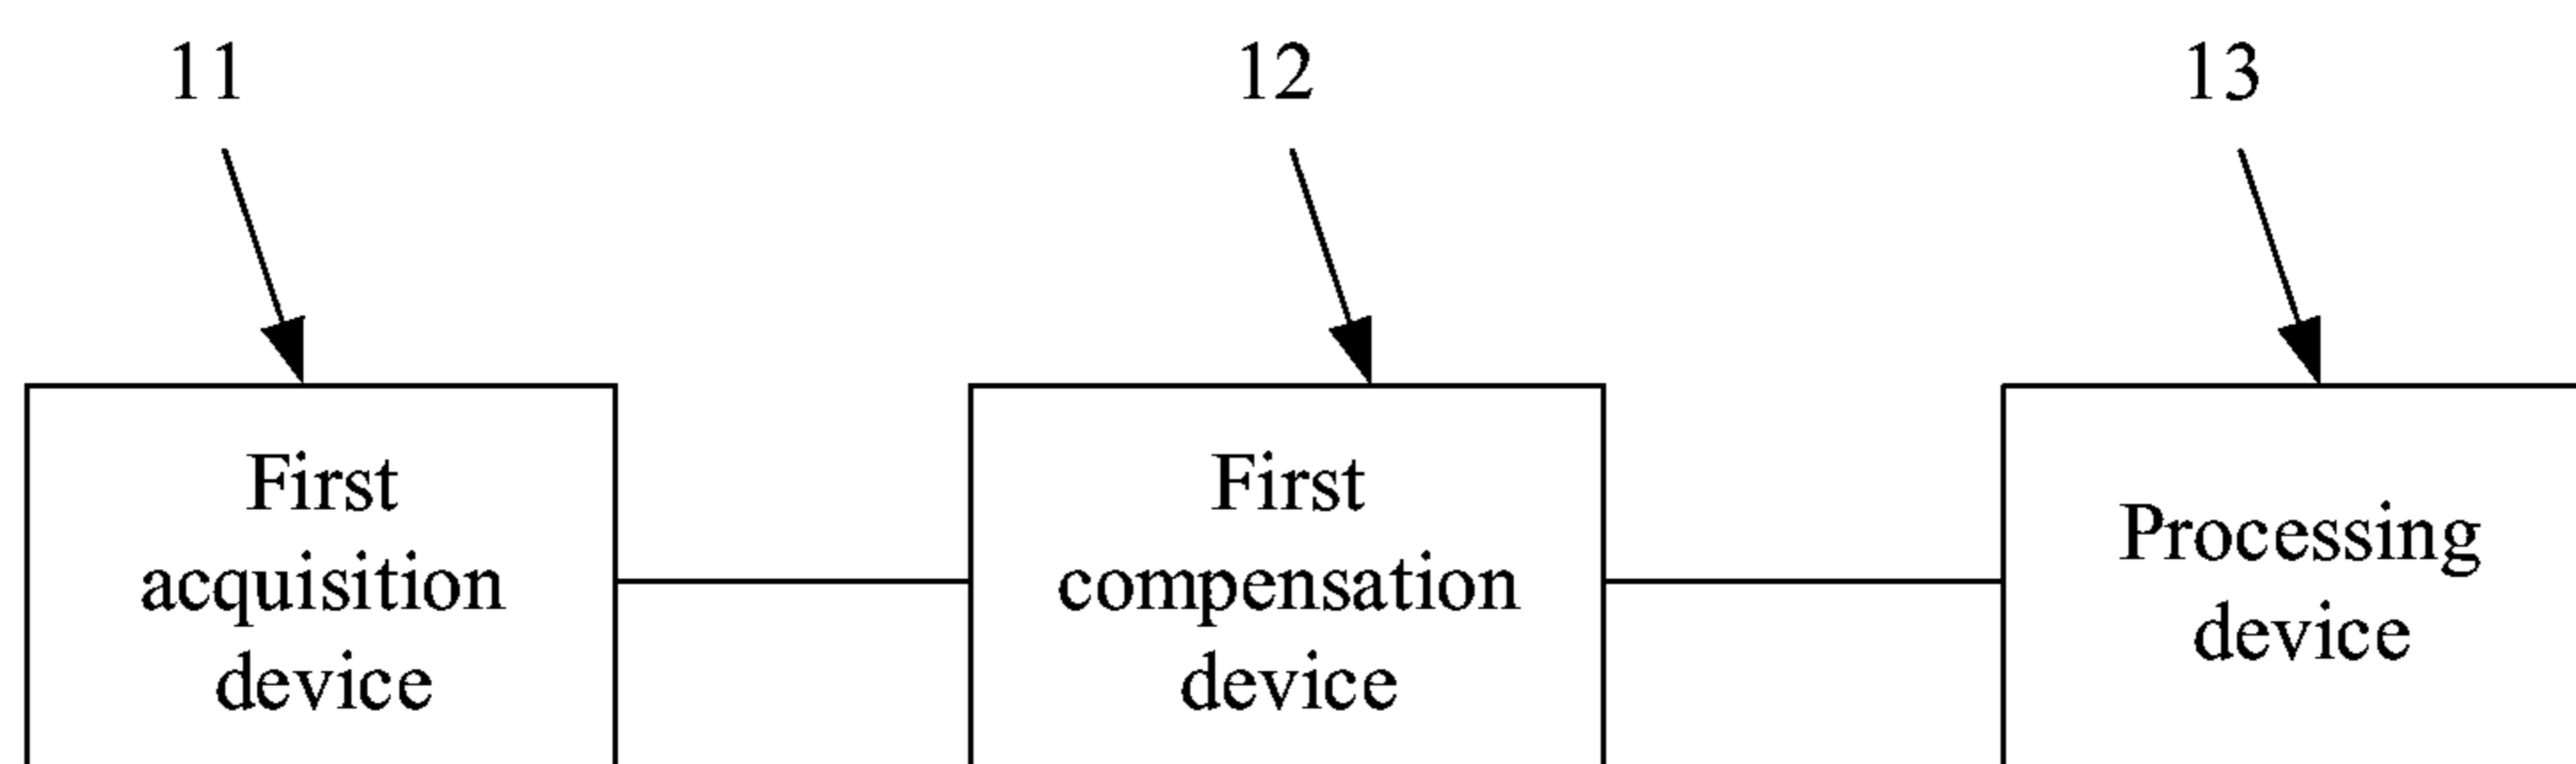 11
12
13
First
acquisition
device
First
compensation
device
Processing
device